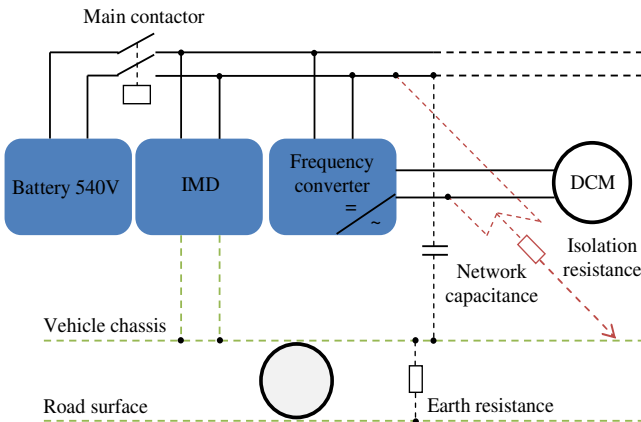 Main contactor
Battery 540V
IMD
Frequency
converter
=
~
DCM
Isolation
resistance
Network
capacitance
Vehicle chassis
Road surface
Earth resistance